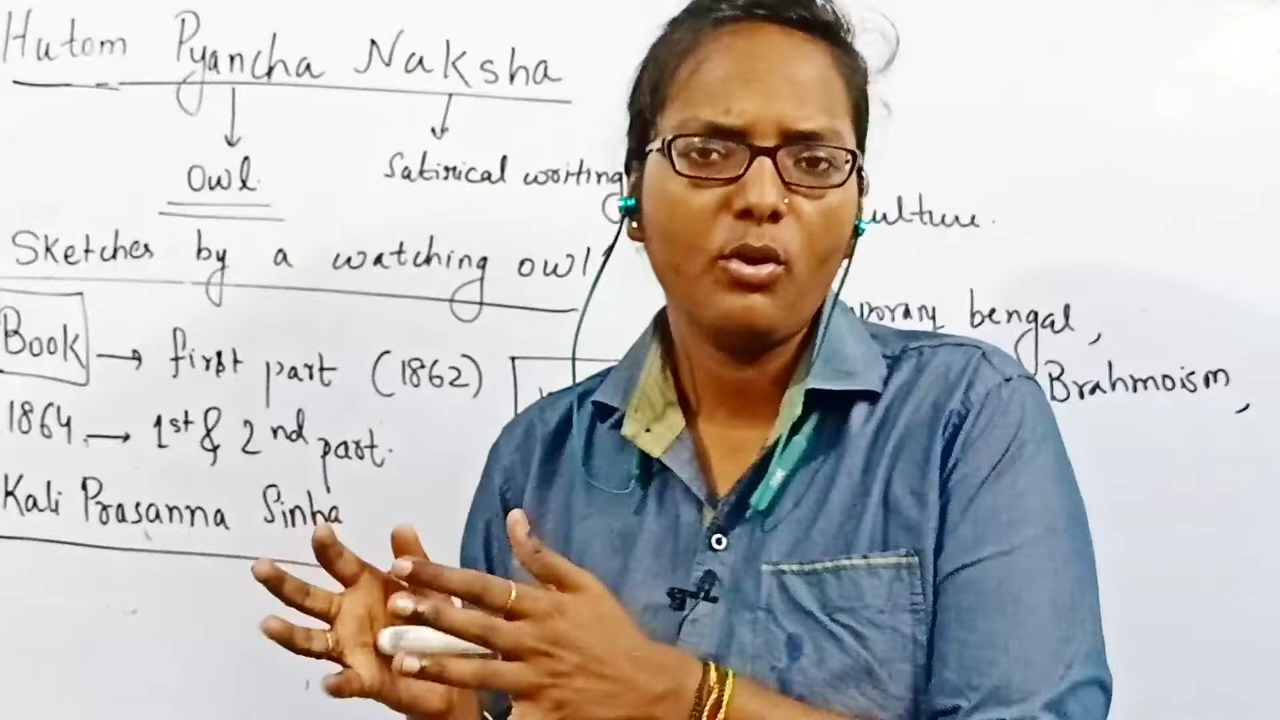 Hutom Pyancha Naksha
Owl Satirical writing
ulture.
Sketches by a watching owl
porary bengal,
Book → first part (1862)
Brahmoism,
1864 → 1st & 2nd part.
Kali Prasanna Sinha